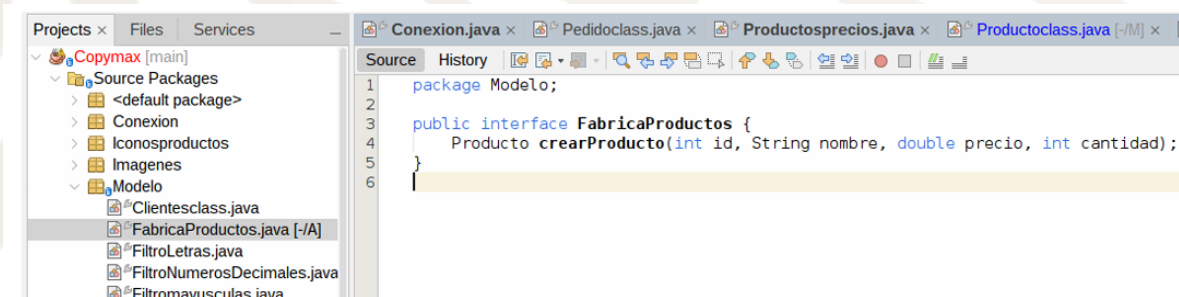 Projects × Files Services
Conexion.java × Pedidoclass.java × Productosprecios.java × Productoclass.java [-/M] ×
Copymax [main]
Source Packages
<default package>
Conexion
Iconosproductos
Imagenes
Modelo
Clientesclass.java
FabricaProductos.java [-/A]
FiltroLetras.java
FiltroNumerosDecimales.java
Filtromayusculas.java
Source History
1 package Modelo;
2
3 public interface FabricaProductos {
4 Producto crearProducto(int id, String nombre, double precio, int cantidad);
5 }
6